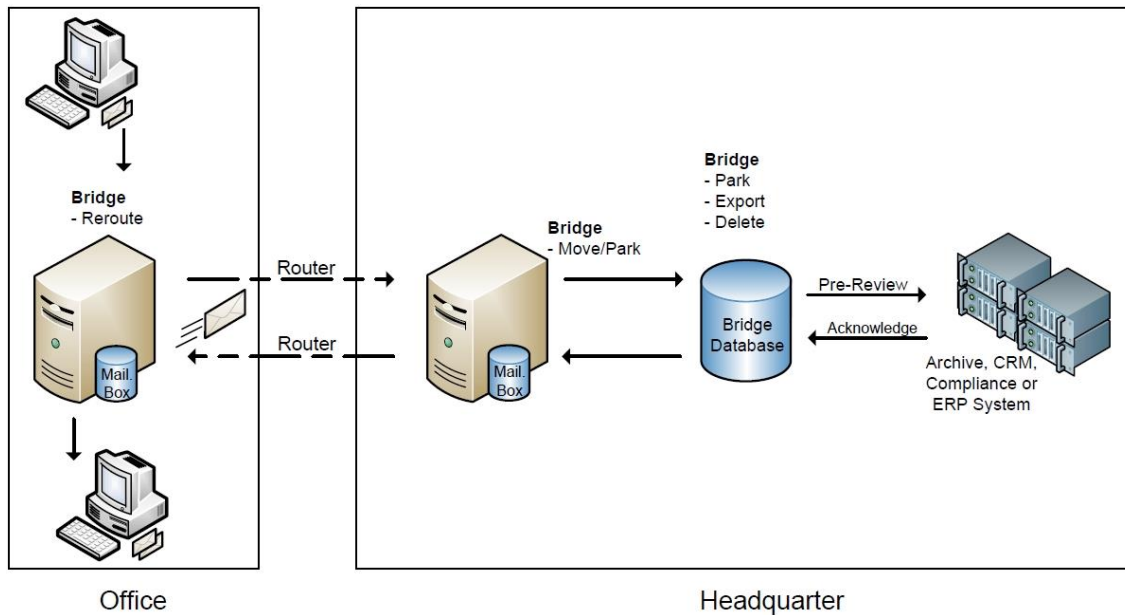 Bridge
- Reroute
Mail.
Box
Router
Router
Bridge
- Move/Park
Mail.
Box
Bridge
- Park
- Export
- Delete
Bridge
Database
Pre-Review
Acknowledge
Archive, CRM,
Compliance or
ERP System
Office
Headquarter